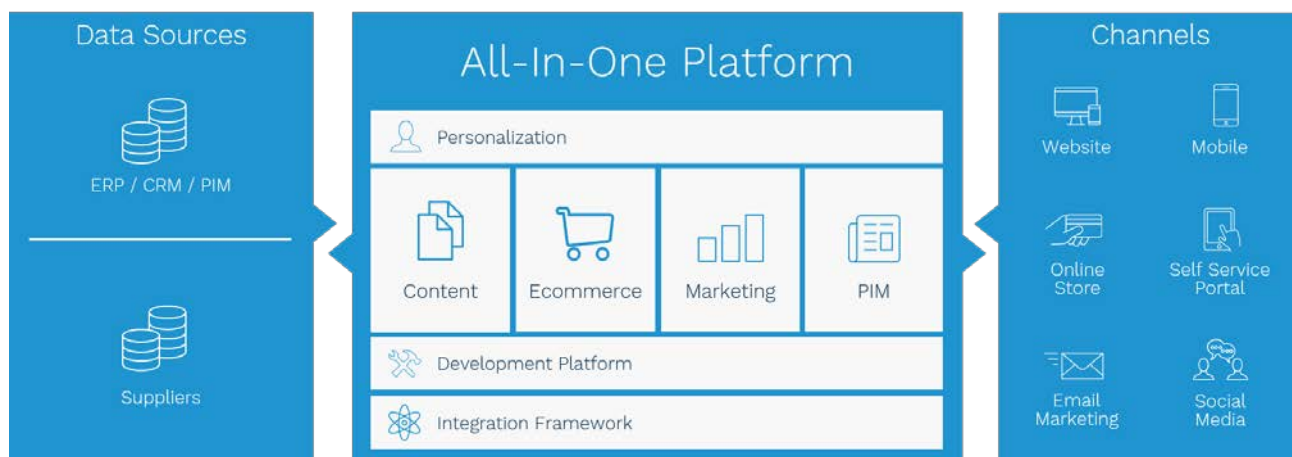 Data Sources
ERP / CRM / PIM
Suppliers
All-In-One Platform
Personalization
Content
Ecommerce
Marketing
PIM
Development Platform
Integration Framework
Channels
Website
Mobile
Online
Store
Self Service
Portal
Email
Marketing
Social
Media